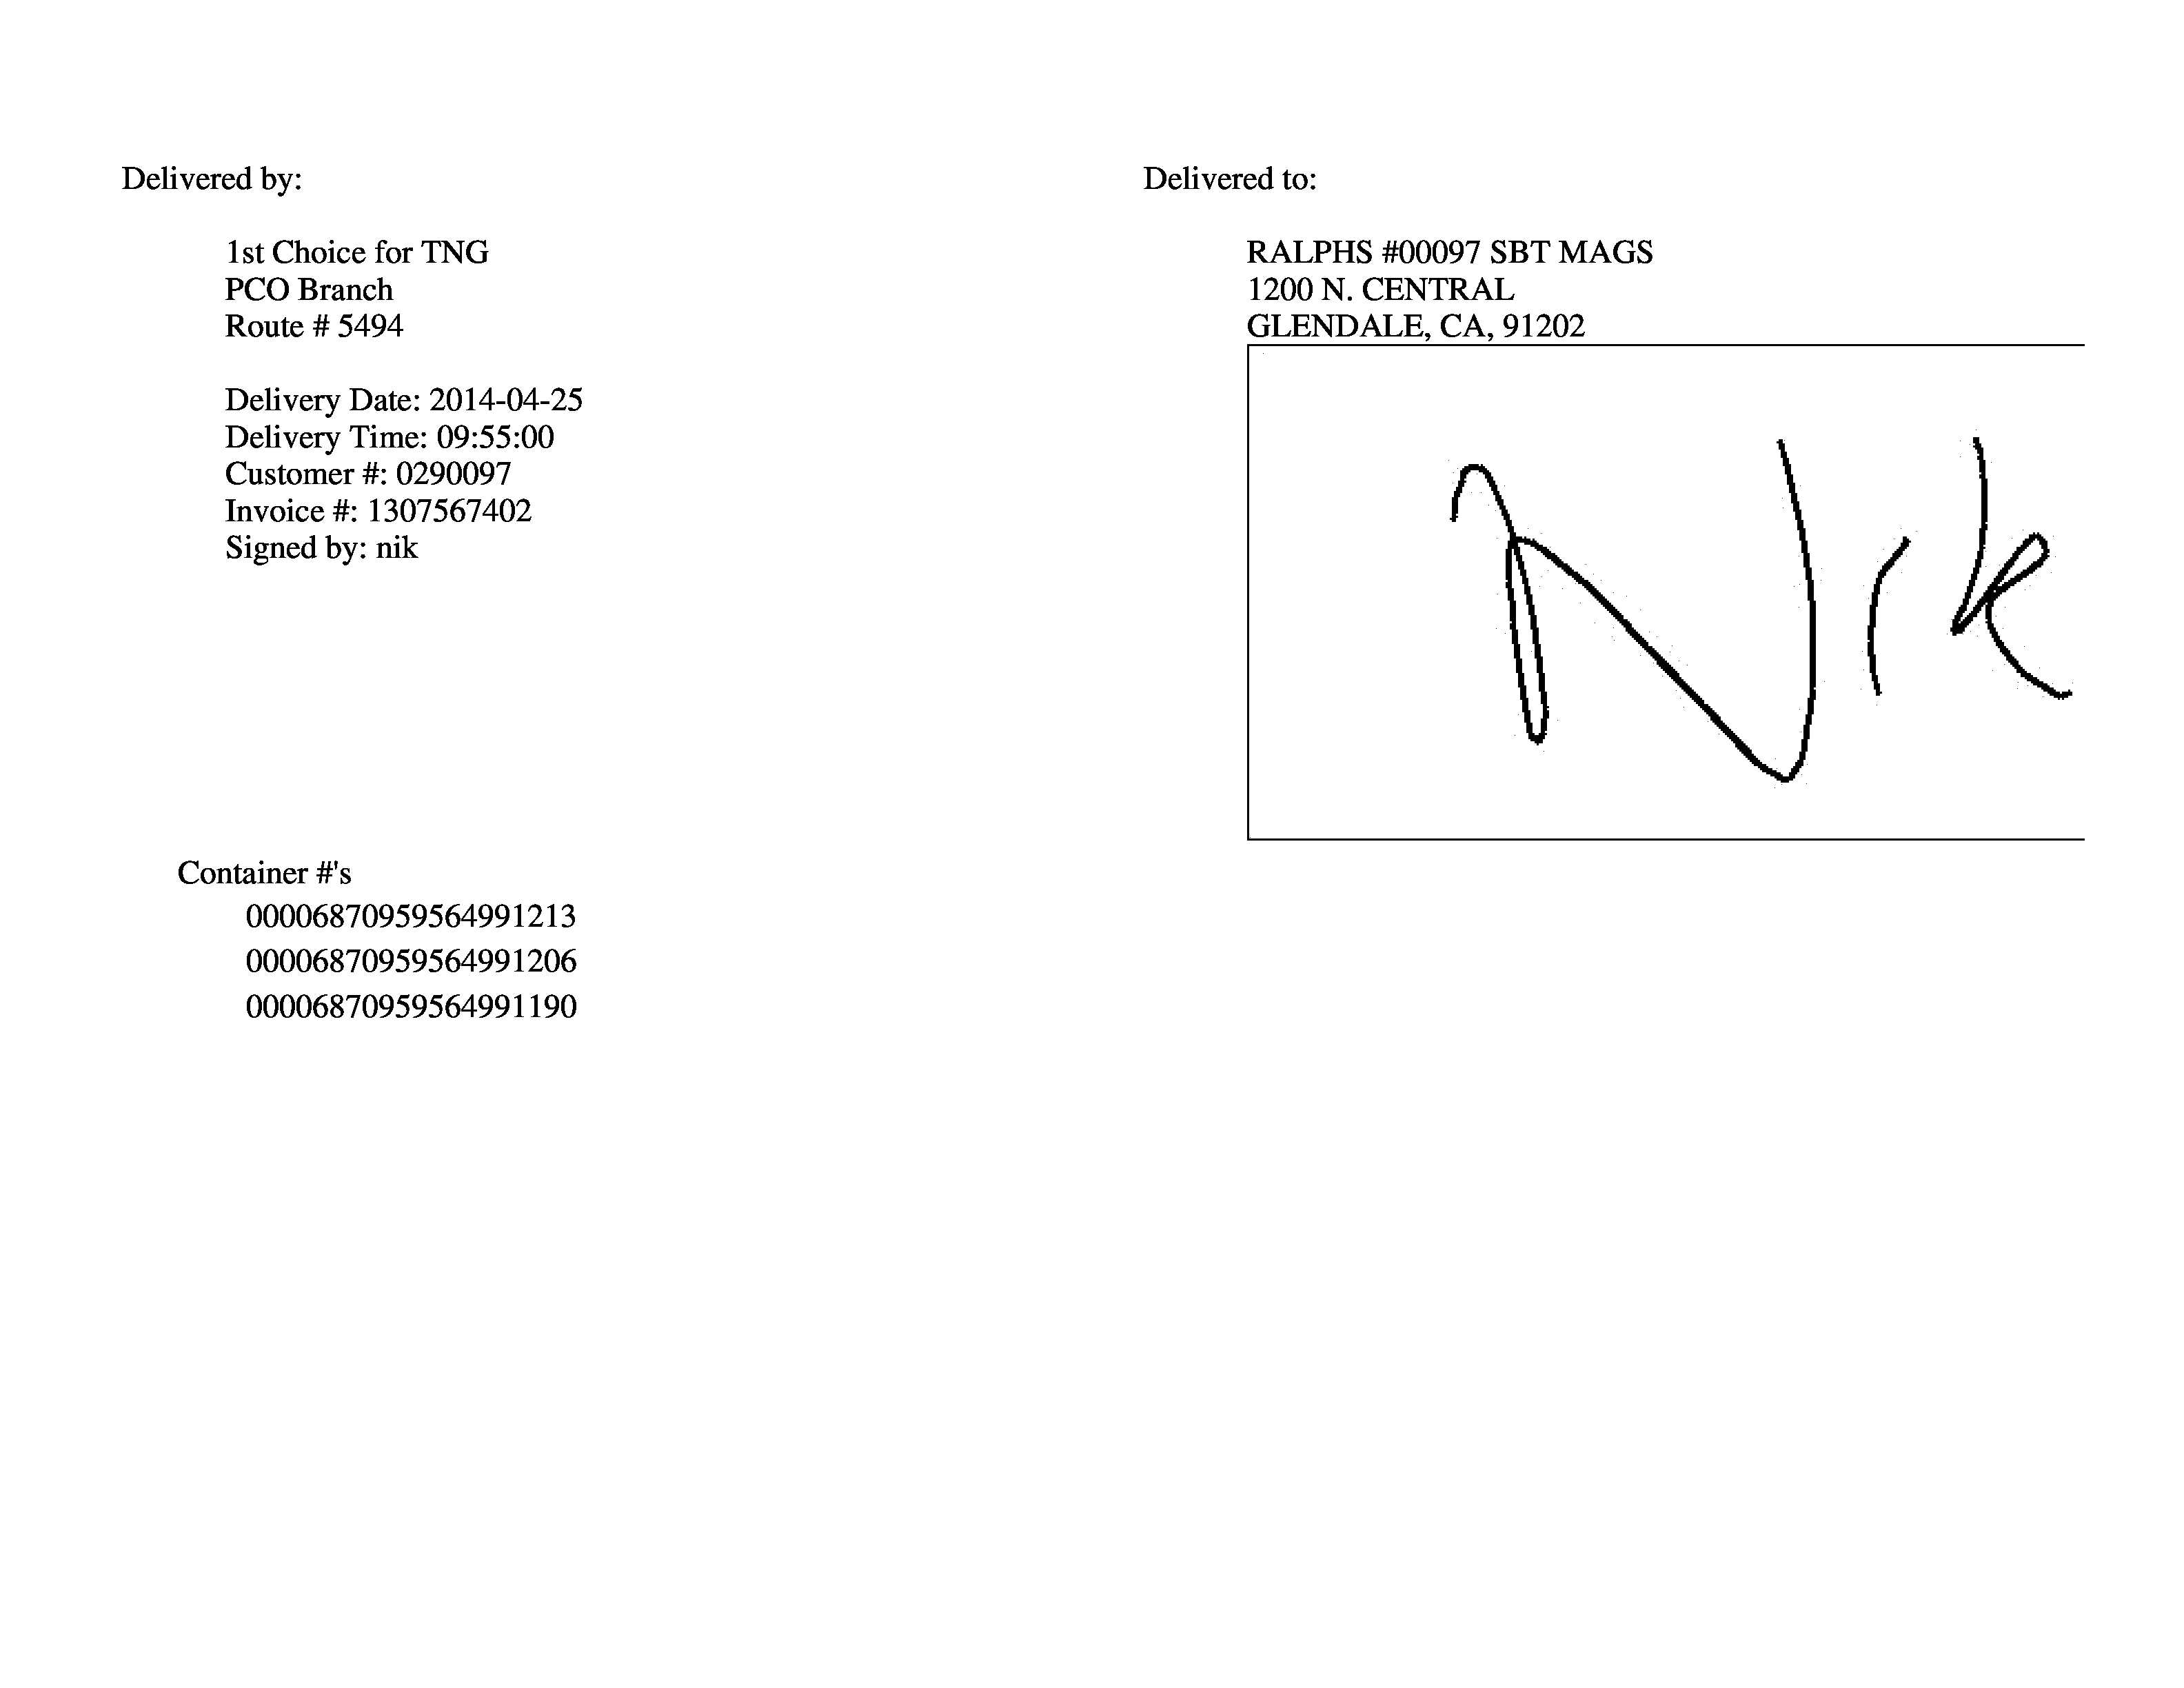 Delivered by:
1st Choice for TNG
PCO Branch
Route # 5494
Delivery Date: 2014-04-25
Delivery Time: 09:55:00
Customer #: 0290097
Invoice #: 1307567402
Signed by: nik
Delivered to:
RALPHS #00097 SBT MAGS
1200 N. CENTRAL
GLENDALE, CA, 91202
Nik
Container #'s
00006870959564991213
00006870959564991206
00006870959564991190